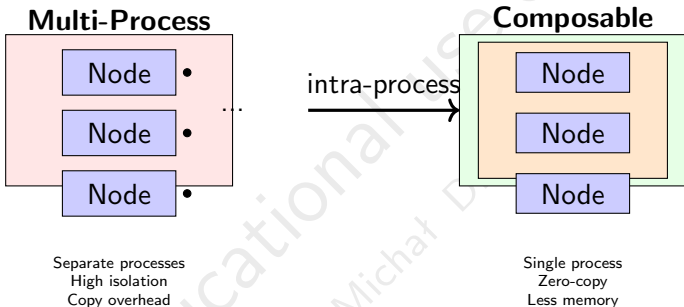 Multi-Process
Composable
Node
Node
Node
...
intra-process
Node
Node
Node
Separate processes
High isolation
Copy overhead
Single process
Zero-copy
Less memory
Michał D